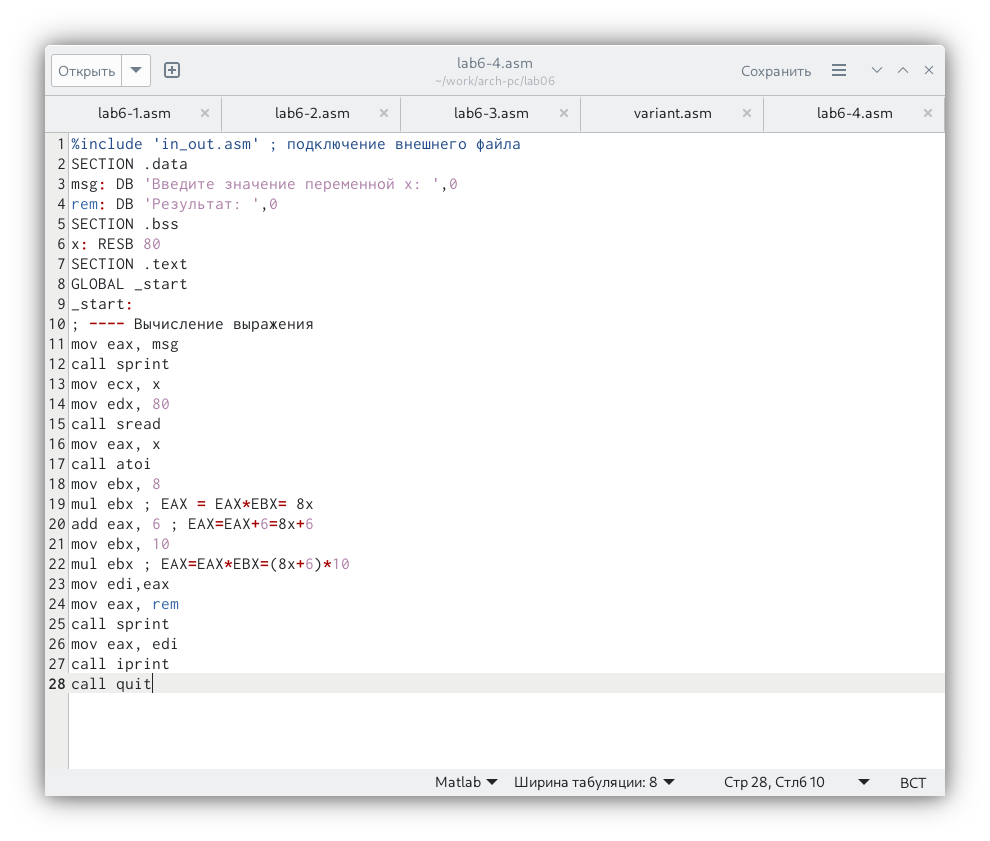 Открыть
lab6-4.asm
~/work/arch-pc/lab06
Сохранить
lab6-1.asm × lab6-2.asm × lab6-3.asm × variant.asm × lab6-4.asm ×
1 %include 'in_out.asm' ; подключение внешнего файла
2 SECTION .data
3 msg: DB 'Введите значение переменной x: ',0
4 rem: DB 'Результат: ',0
5 SECTION .bss
6 x: RESB 80
7 SECTION .text
8 GLOBAL _start
9 _start:
10 ; ---- Вычисление выражения
11 mov eax, msg
12 call sprint
13 mov ecx, x
14 mov edx, 80
15 call sread
16 mov eax, x
17 call atoi
18 mov ebx, 8
19 mul ebx ; EAX = EAX*EBX= 8x
20 add eax, 6 ; EAX=EAX+6=8x+6
21 mov ebx, 10
22 mul ebx ; EAX=EAX*EBX=(8x+6)*10
23 mov edi,eax
24 mov eax, rem
25 call sprint
26 mov eax, edi
27 call iprint
28 call quit
Matlab Ширина табуляции: 8 Стр 28, Стлб 10 ВСТ